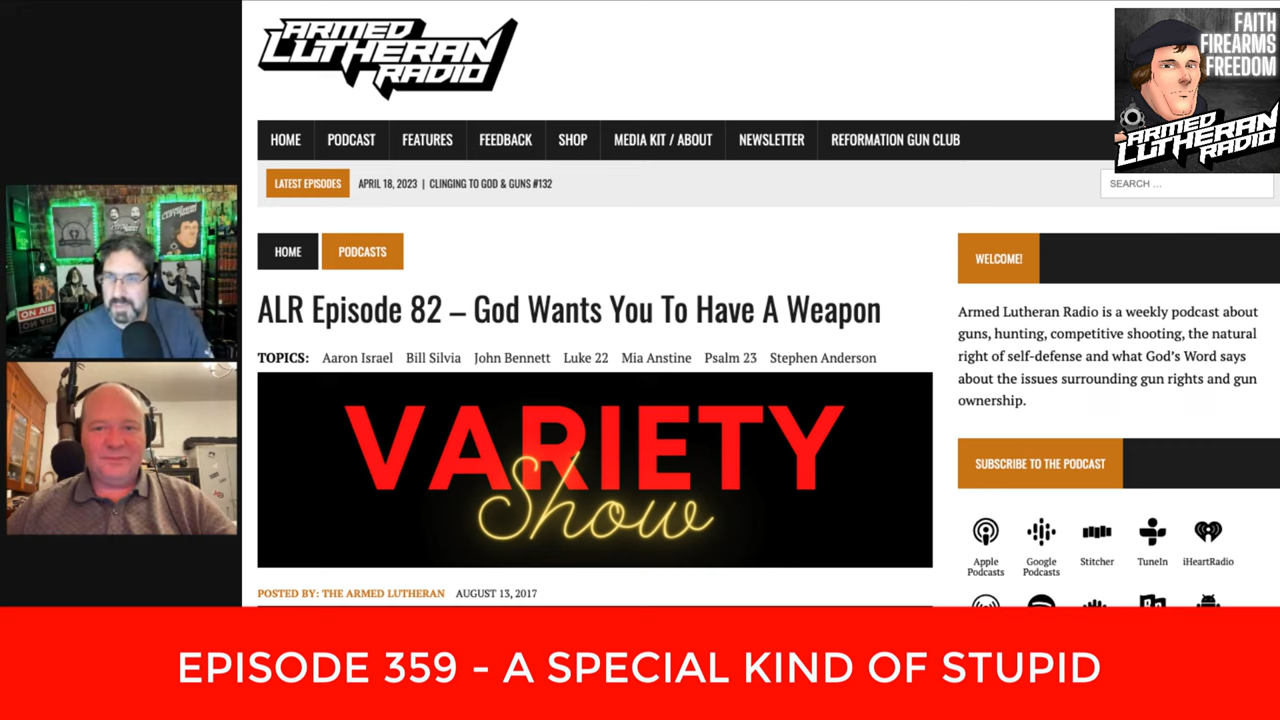 ARMED
LUTHERAN
RADIO
FAITH
FIREARMS
FREEDOM
ARMED
LUTHERAN
RADIO
HOME
PODCAST
FEATURES
FEEDBACK
SHOP
MEDIA KIT / ABOUT
NEWSLETTER
REFORMATION GUN CLUB
LATEST EPISODES
APRIL 18, 2023 | CLINGING TO GOD & GUNS #132
SEARCH ...
HOME
PODCASTS
ALR Episode 82 – God Wants You To Have A Weapon
TOPICS: Aaron Israel Bill Silvia John Bennett Luke 22 Mia Anstine Psalm 23 Stephen Anderson
VARIETY
Show
POSTED BY: THE ARMED LUTHERAN AUGUST 13, 2017
WELCOME!
Armed Lutheran Radio is a weekly podcast about
guns, hunting, competitive shooting, the natural
right of self-defense and what God's Word says
about the issues surrounding gun rights and gun
ownership.
SUBSCRIBE TO THE PODCAST
Apple
Podcasts
Google
Podcasts
Stitcher
TuneIn
iHeartRadio
ON AIR
EPISODE 359 - A SPECIAL KIND OF STUPID